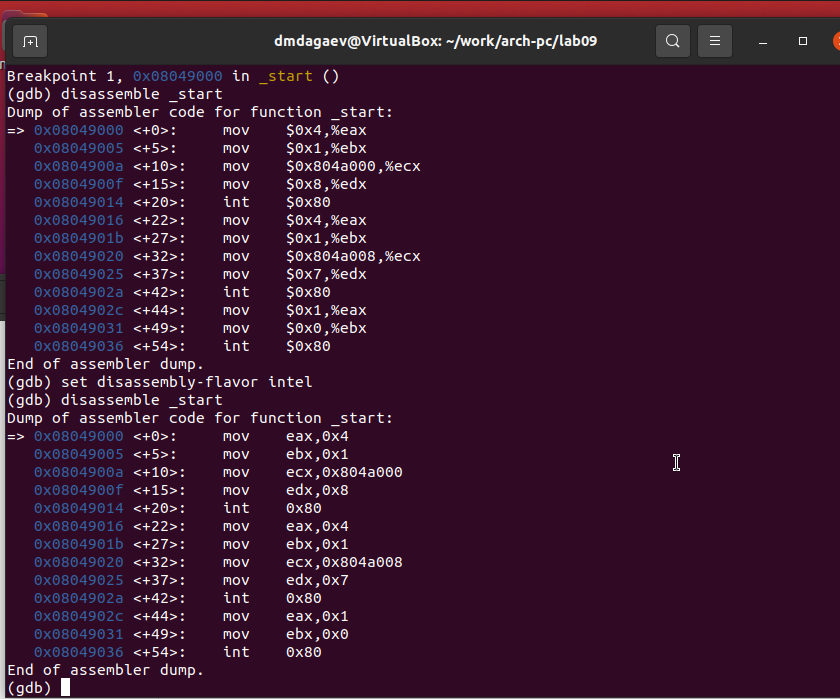 dmdagaev@VirtualBox: ~/work/arch-pc/lab09
Breakpoint 1, 0x08049000 in _start ()
(gdb) disassemble _start
Dump of assembler code for function _start:
=> 0x08049000 <+0>:     mov    $0x4,%eax
   0x08049005 <+5>:     mov    $0x1,%ebx
   0x0804900a <+10>:    mov    $0x804a000,%ecx
   0x0804900f <+15>:    mov    $0x8,%edx
   0x08049014 <+20>:    int    $0x80
   0x08049016 <+22>:    mov    $0x4,%eax
   0x0804901b <+27>:    mov    $0x1,%ebx
   0x08049020 <+32>:    mov    $0x804a008,%ecx
   0x08049025 <+37>:    mov    $0x7,%edx
   0x0804902a <+42>:    int    $0x80
   0x0804902c <+44>:    mov    $0x1,%eax
   0x08049031 <+49>:    mov    $0x0,%ebx
   0x08049036 <+54>:    int    $0x80
End of assembler dump.
(gdb) set disassembly-flavor intel
(gdb) disassemble _start
Dump of assembler code for function _start:
=> 0x08049000 <+0>:     mov    eax,0x4
   0x08049005 <+5>:     mov    ebx,0x1
   0x0804900a <+10>:    mov    ecx,0x804a000
   0x0804900f <+15>:    mov    edx,0x8
   0x08049014 <+20>:    int    0x80
   0x08049016 <+22>:    mov    eax,0x4
   0x0804901b <+27>:    mov    ebx,0x1
   0x08049020 <+32>:    mov    ecx,0x804a008
   0x08049025 <+37>:    mov    edx,0x7
   0x0804902a <+42>:    int    0x80
   0x0804902c <+44>:    mov    eax,0x1
   0x08049031 <+49>:    mov    ebx,0x0
   0x08049036 <+54>:    int    0x80
End of assembler dump.
(gdb)